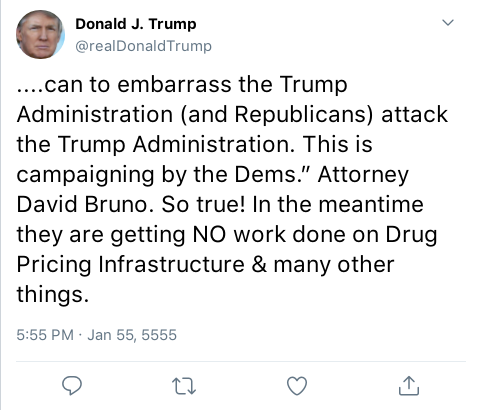 Donald J. Trump
@realDonaldTrump
....can to embarrass the Trump
Administration (and Republicans) attack
the Trump Administration. This is
campaigning by the Dems.” Attorney
David Bruno. So true! In the meantime
they are getting NO work done on Drug
Pricing Infrastructure & many other
things.
5:55 PM · Jan 55, 5555